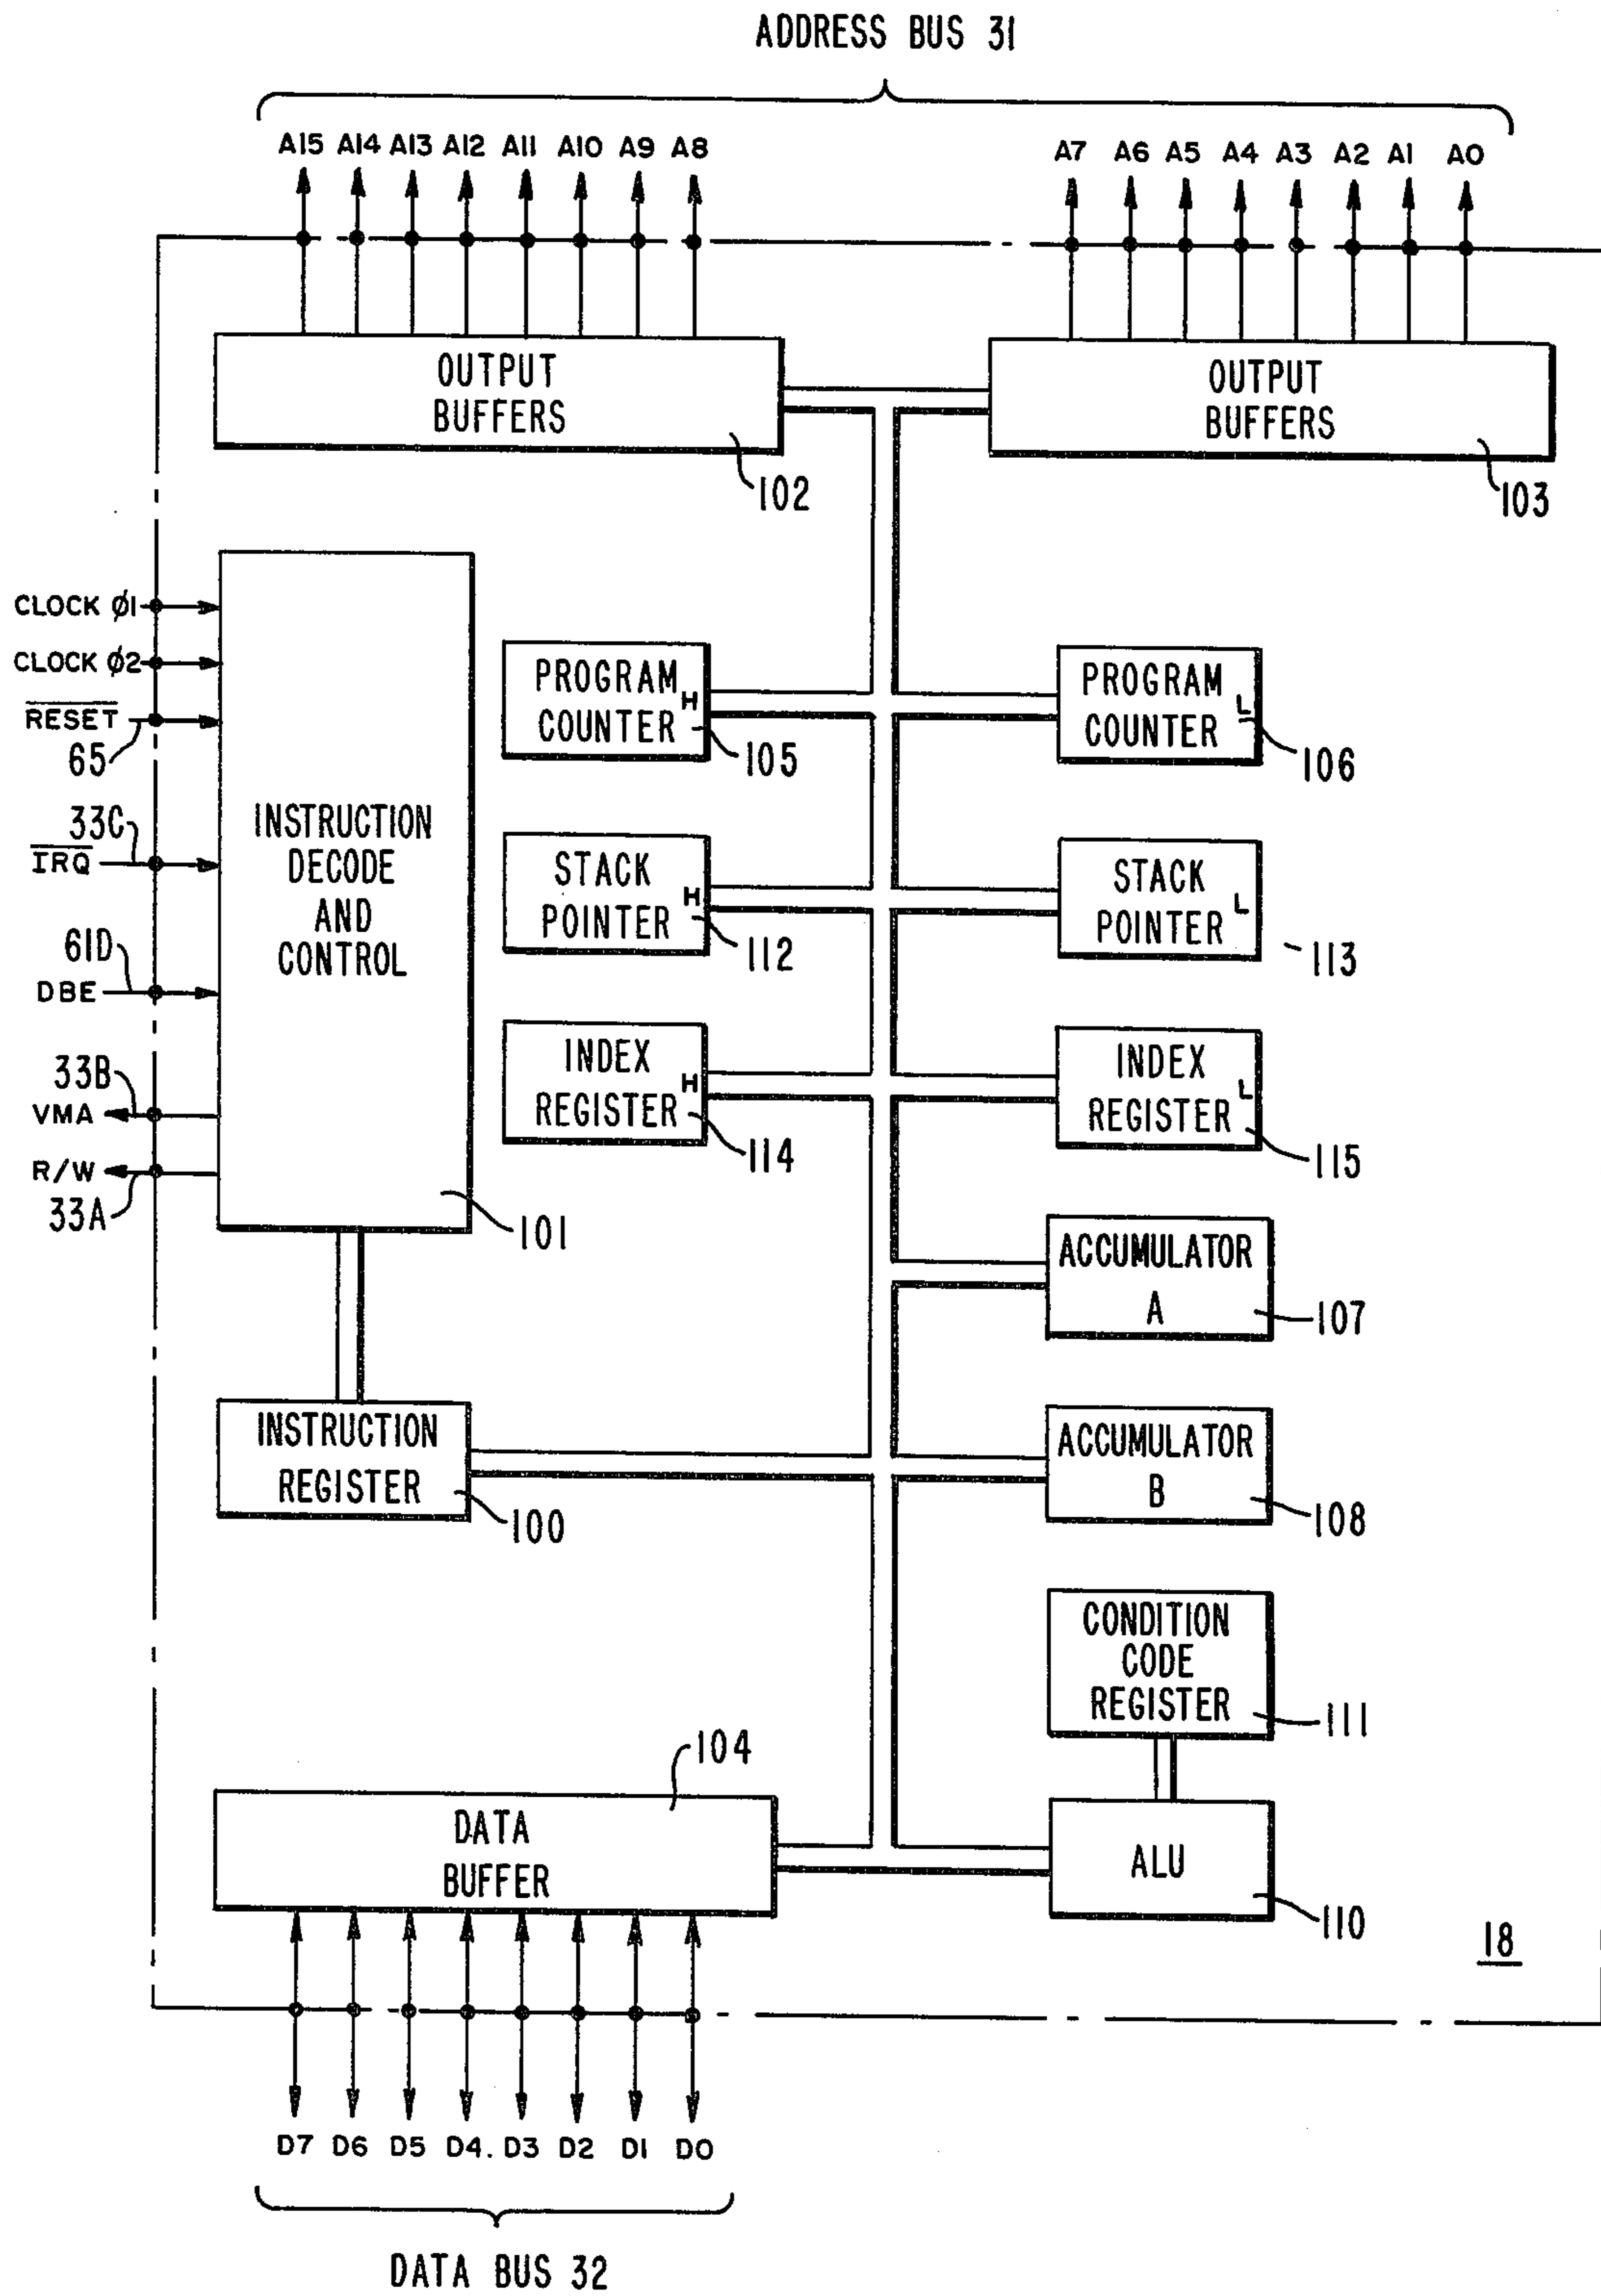 ADDRESS BUS 31
A15 A14 A13 A12 A11 A10 A9 A8
A7 A6 A5 A4 A3 A2 A1 A0
OUTPUT
BUFFERS
102
OUTPUT
BUFFERS
103
CLOCK ϕ1
CLOCK ϕ2
R̅E̅S̅E̅T̅
65
33C
I̅R̅Q̅
61D
DBE
33B
VMA
R/W
33A
INSTRUCTION
DECODE
AND
CONTROL
101
PROGRAM H
COUNTER
105
PROGRAM L
COUNTER
106
STACK H
POINTER
112
STACK L
POINTER
113
INDEX H
REGISTER
114
INDEX L
REGISTER
115
ACCUMULATOR
A
107
INSTRUCTION
REGISTER
100
ACCUMULATOR
B
108
CONDITION
CODE
REGISTER
111
104
DATA
BUFFER
ALU
110
18
D7 D6 D5 D4. D3 D2 D1 D0
DATA BUS 32